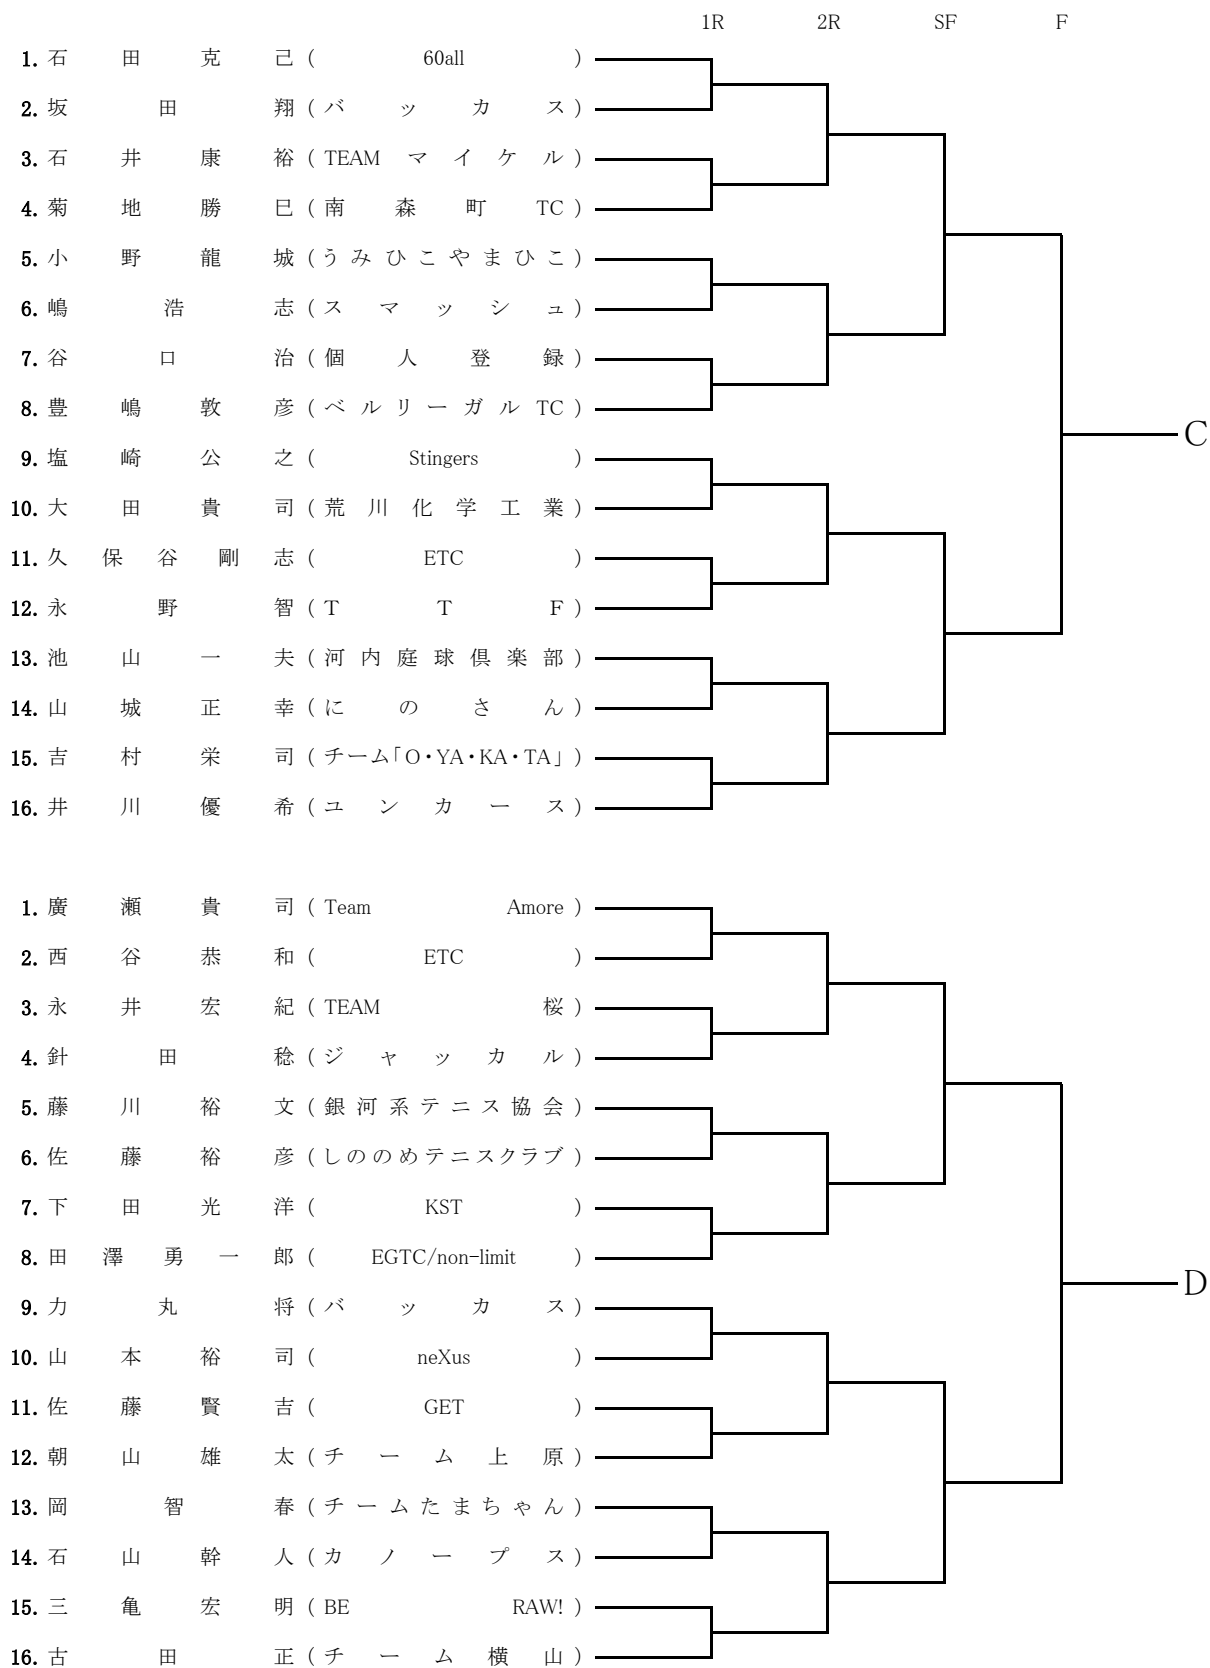 1R 2R SF F
1. 石田克己 ( 60all )
2. 坂田翔 ( バッカス )
3. 石井康裕 ( TEAM マイケル )
4. 菊地勝巳 ( 南森町 TC )
5. 小野龍城 ( うみひこやまひこ )
6. 嶋浩志 ( スマッシュ )
7. 谷口治 ( 個人登録 )
8. 豊嶋敦彦 ( ベルリーガル TC )
C
9. 塩崎公之 ( Stingers )
10. 大田貴司 ( 荒川化学工業 )
11. 久保谷剛志 ( ETC )
12. 永野智 ( TTF )
13. 池山一夫 ( 河内庭球倶楽部 )
14. 山城正幸 ( にのさん )
15. 吉村栄司 ( チーム「O・YA・KA・TA」 )
16. 井川優希 ( ユンカース )
1. 廣瀬貴司 ( Team Amore )
2. 西谷恭和 ( ETC )
3. 永井宏紀 ( TEAM 桜 )
4. 針田稔 ( ジャッカル )
5. 藤川裕文 ( 銀河系テニス協会 )
6. 佐藤裕彦 ( しののめテニスクラブ )
7. 下田光洋 ( KST )
8. 田澤勇一郎 ( EGTC/non-limit )
D
9. 力丸将 ( バッカス )
10. 山本裕司 ( neXus )
11. 佐藤賢吉 ( GET )
12. 朝山雄太 ( チーム上原 )
13. 岡智春 ( チームたまちゃん )
14. 石山幹人 ( カノープス )
15. 三亀宏明 ( BE RAW! )
16. 古田正 ( チーム横山 )